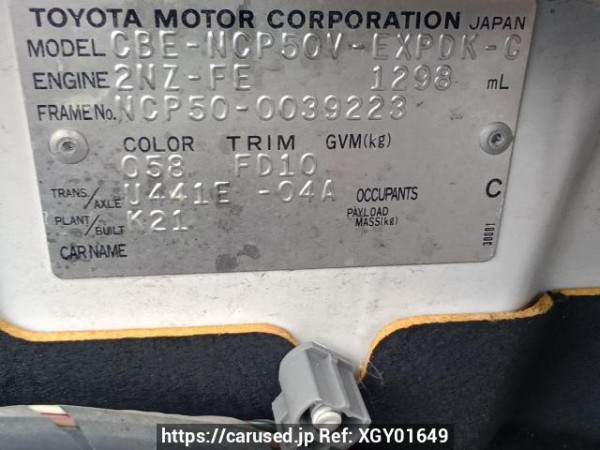 TOYOTA MOTOR CORPORATION JAPAN
MODEL CBE-NCP50V-EXPDK-C
ENGINE 2NZ-FE 1298 mL
FRAME No. NCP50-0039223
COLOR TRIM GVM(kg)
058 FD10
TRANS./AXLE U441E -04A OCCUPANTS C
PLANT/BUILT K21 PAYLOAD MASS(kg)
CAR NAME
https://carused.jp Ref: XGY01649